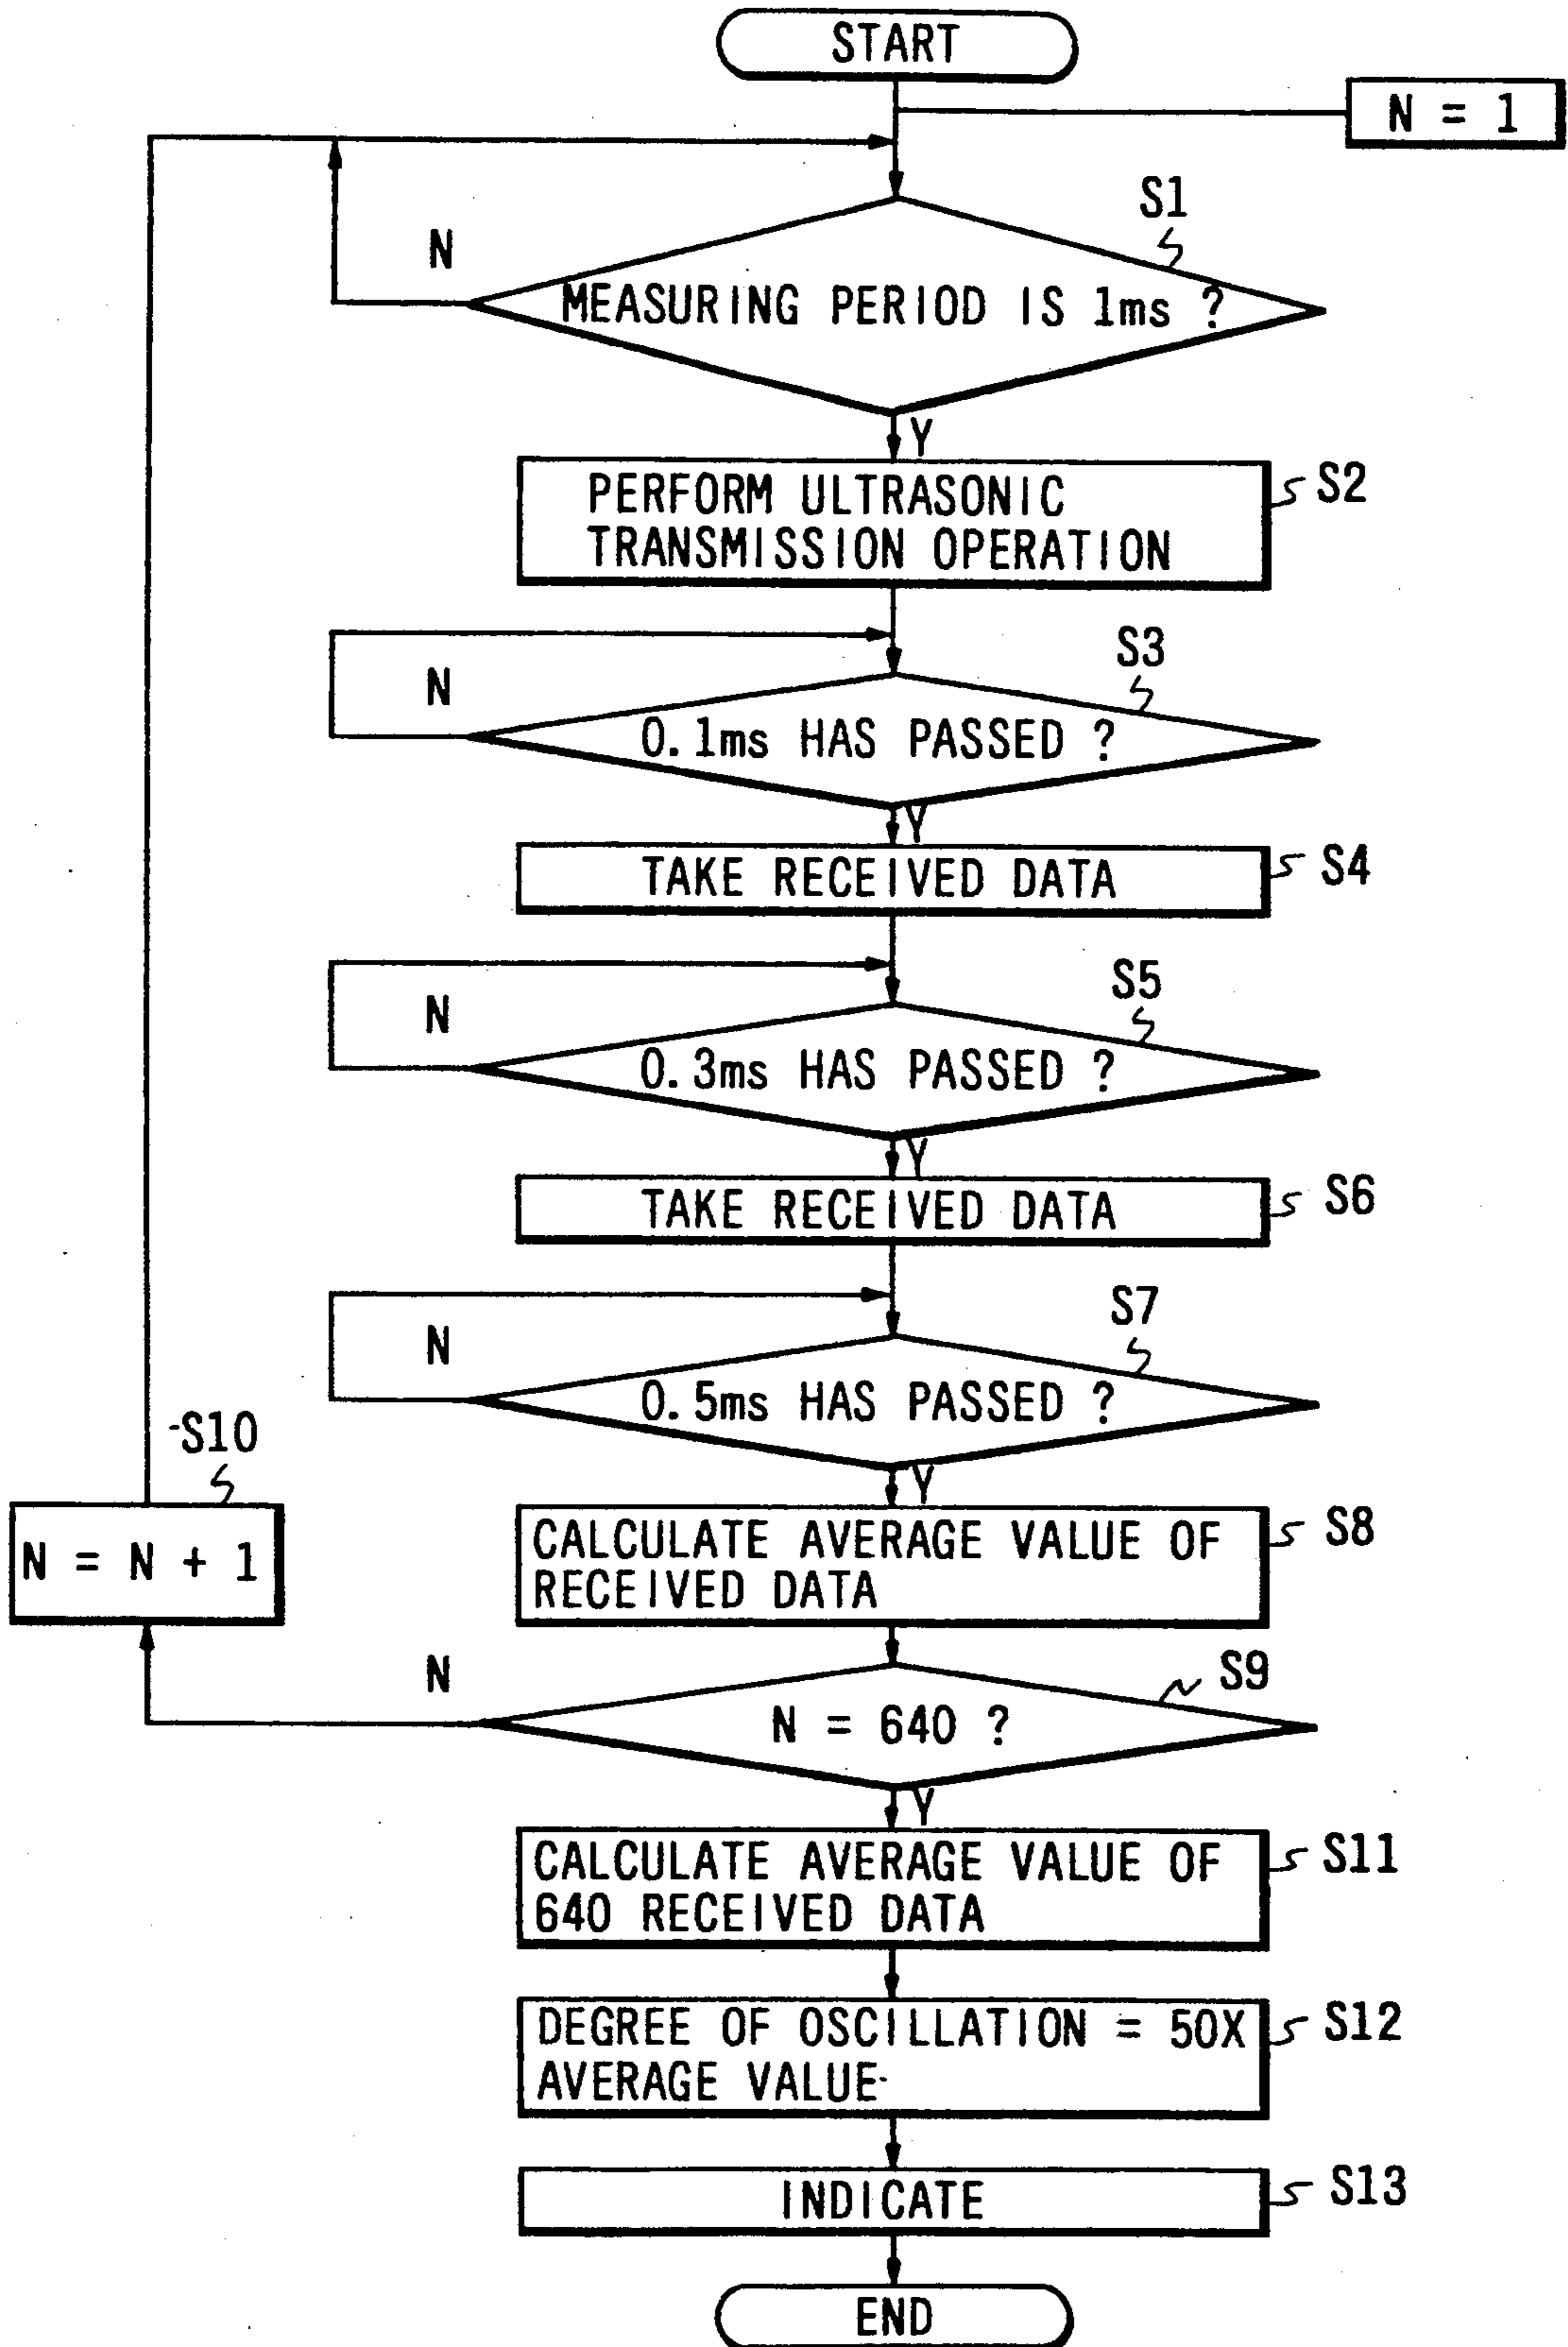 START
N = 1
S1
N
MEASURING PERIOD IS 1ms ?
Y
PERFORM ULTRASONIC
TRANSMISSION OPERATION
S2
S3
N
0.1ms HAS PASSED ?
Y
TAKE RECEIVED DATA
S4
S5
N
0.3ms HAS PASSED ?
Y
TAKE RECEIVED DATA
S6
S7
N
0.5ms HAS PASSED ?
Y
S10
N = N + 1
CALCULATE AVERAGE VALUE OF
RECEIVED DATA
S8
N
S9
N = 640 ?
Y
CALCULATE AVERAGE VALUE OF
640 RECEIVED DATA
S11
DEGREE OF OSCILLATION = 50X
AVERAGE VALUE
S12
INDICATE
S13
END